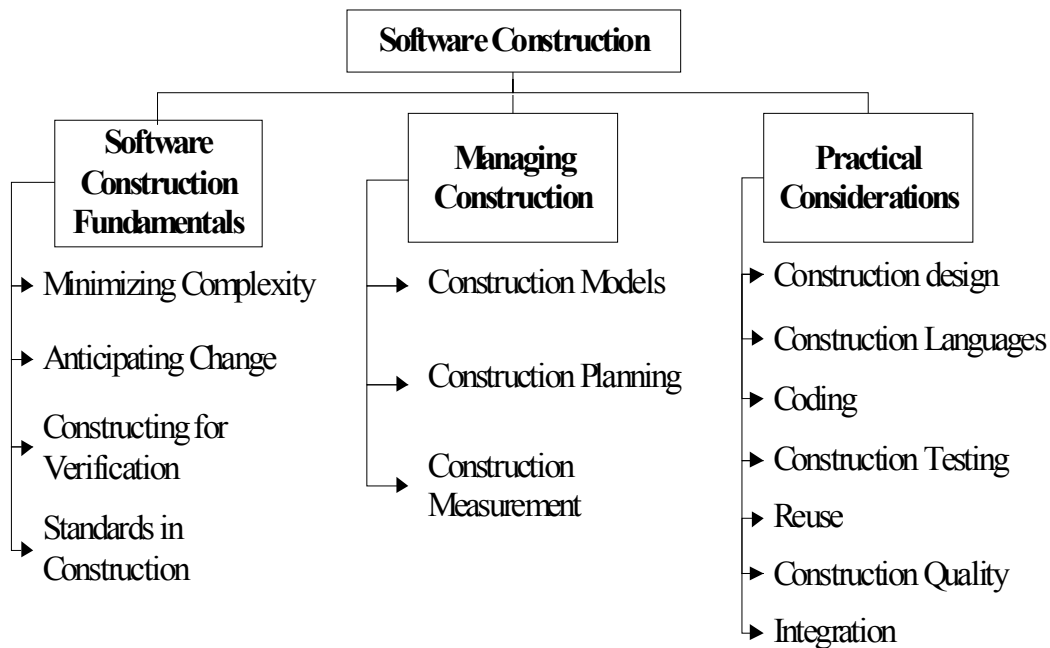 Software Construction
Software
Construction
Fundamentals
Minimizing Complexity
Anticipating Change
Constructing for
Verification
Standards in
Construction
Managing
Construction
Construction Models
Construction Planning
Construction
Measurement
Practical
Considerations
Construction design
Construction Languages
Coding
Construction Testing
Reuse
Construction Quality
Integration